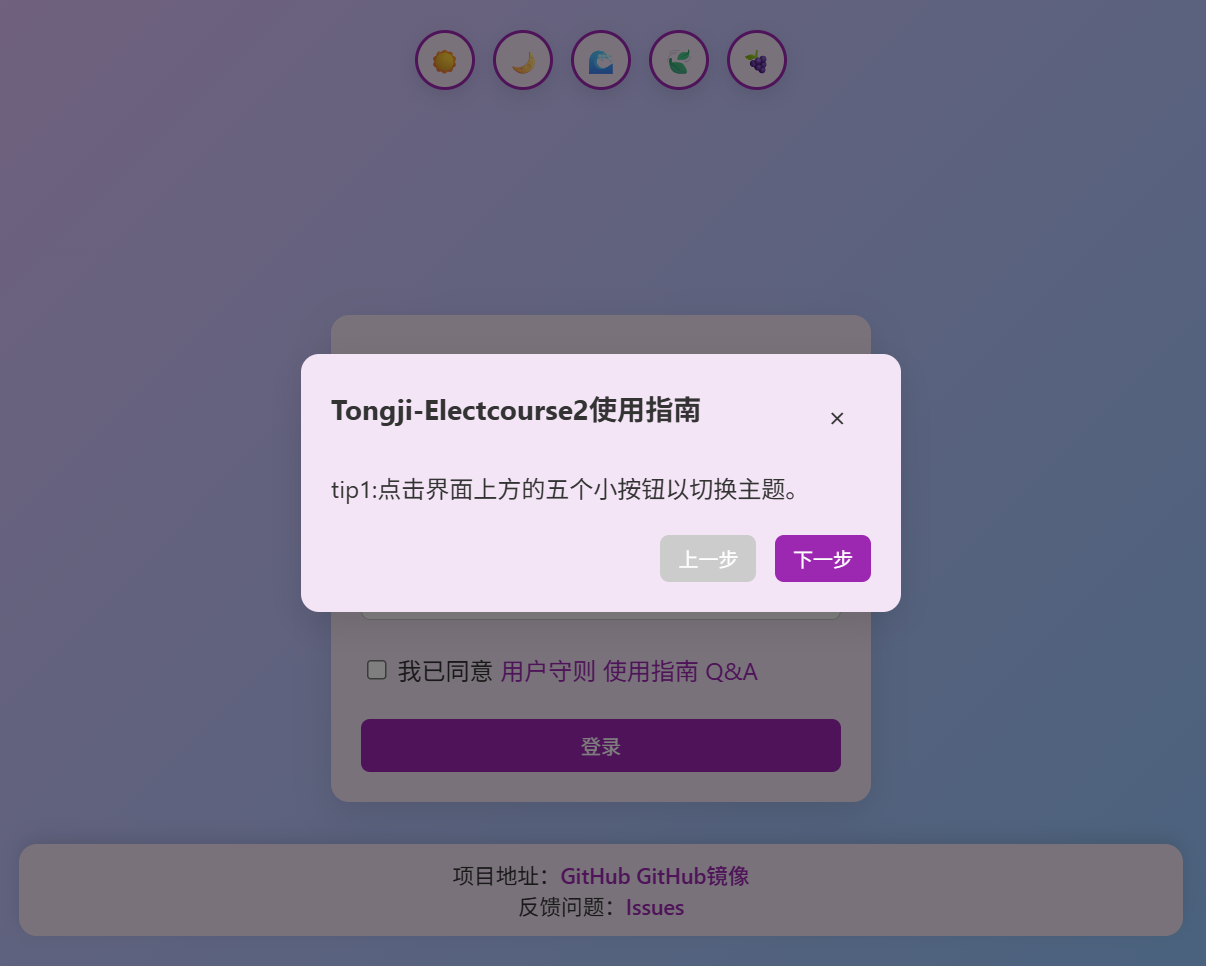 Tongji-Electcourse2使用指南
×
tip1:点击界面上方的五个小按钮以切换主题。
上一步 下一步
我已同意 用户守则 使用指南 Q&A
登录
项目地址：GitHub GitHub镜像
反馈问题：Issues